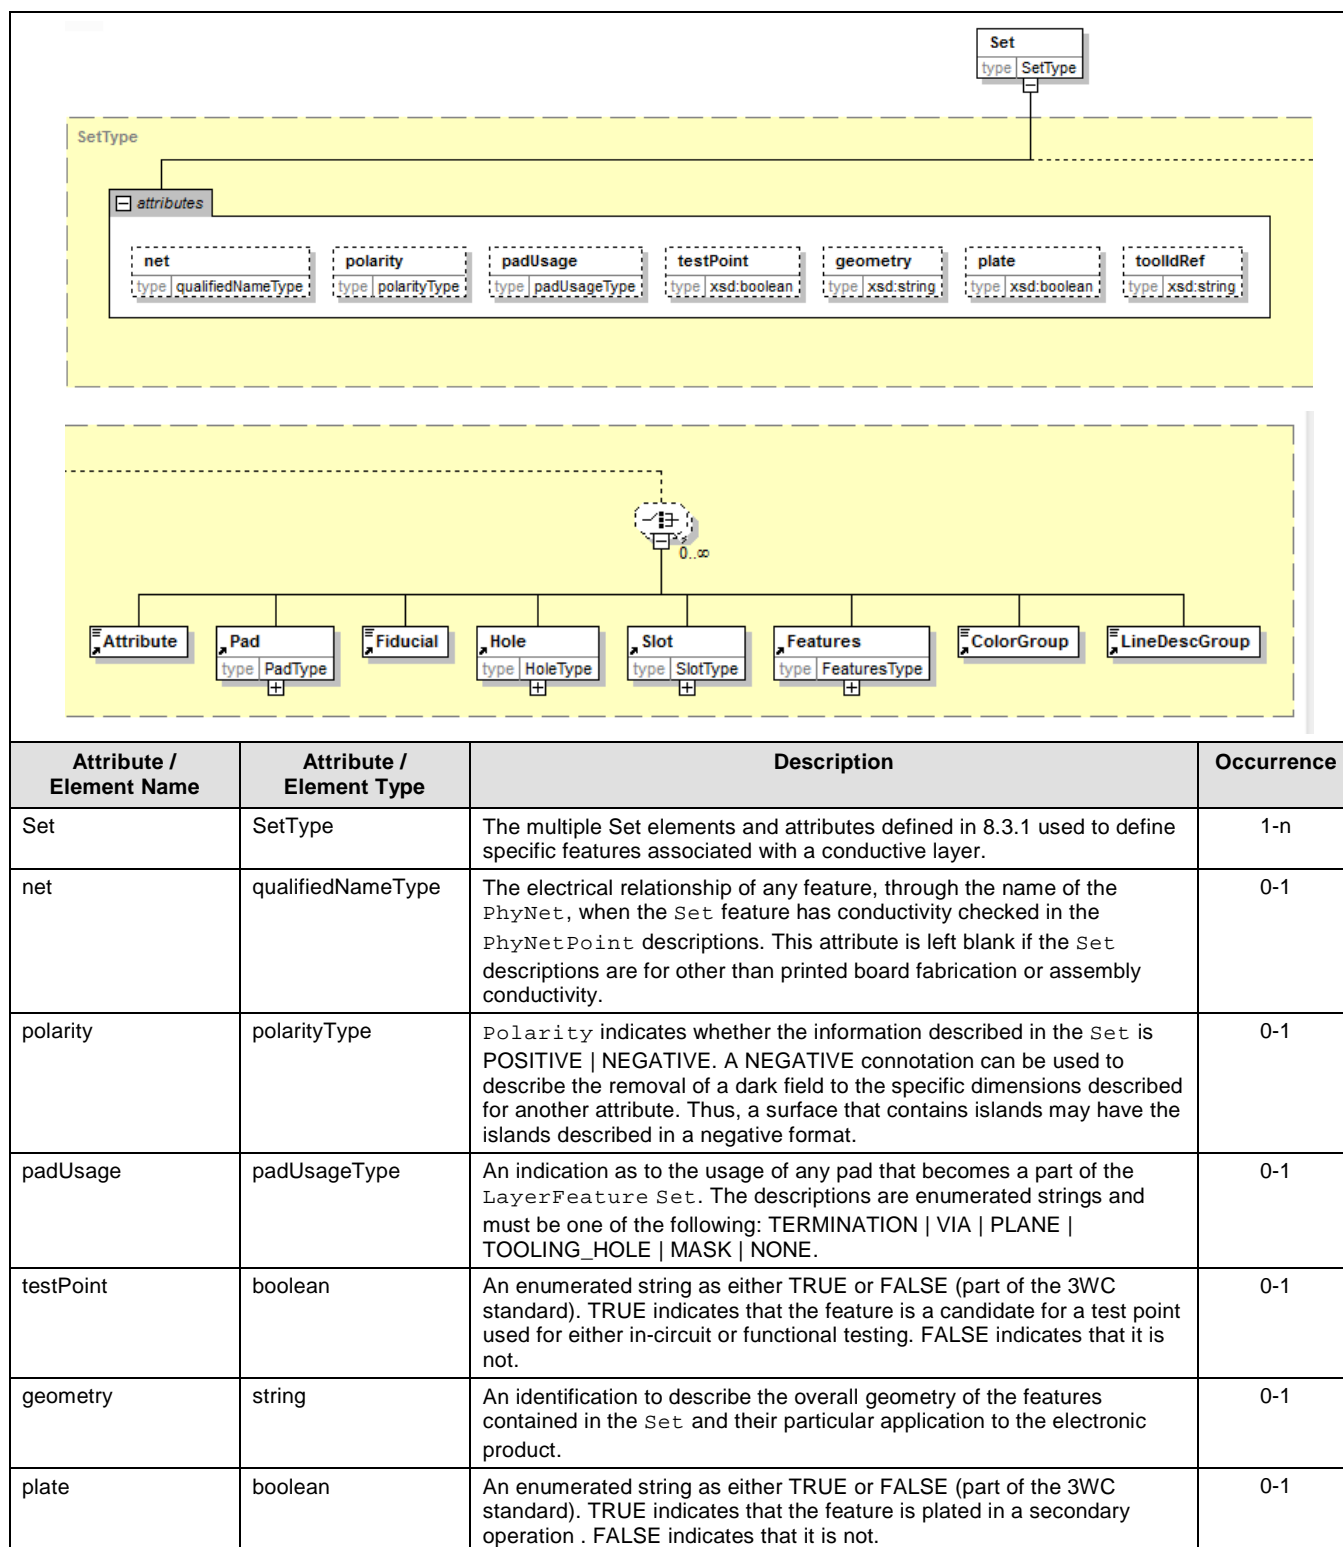 Set
type SetType
SetType
attributes
net
type qualifiedNameType
polarity
type polarityType
padUsage
type padUsageType
testPoint
type xsd:boolean
geometry
type xsd:string
plate
type xsd:boolean
toolIdRef
type xsd:string
0..∞
Attribute
Pad
type PadType
Fiducial
Hole
type HoleType
Slot
type SlotType
Features
type FeaturesType
ColorGroup
LineDescGroup
Attribute /
Element Name
Attribute /
Element Type
Description
Occurrence
Set
SetType
The multiple Set elements and attributes defined in 8.3.1 used to define
specific features associated with a conductive layer.
1-n
net
qualifiedNameType
The electrical relationship of any feature, through the name of the
PhyNet, when the Set feature has conductivity checked in the
PhyNetPoint descriptions. This attribute is left blank if the Set
descriptions are for other than printed board fabrication or assembly
conductivity.
0-1
polarity
polarityType
Polarity indicates whether the information described in the Set is
POSITIVE | NEGATIVE. A NEGATIVE connotation can be used to
describe the removal of a dark field to the specific dimensions described
for another attribute. Thus, a surface that contains islands may have the
islands described in a negative format.
0-1
padUsage
padUsageType
An indication as to the usage of any pad that becomes a part of the
LayerFeature Set. The descriptions are enumerated strings and
must be one of the following: TERMINATION | VIA | PLANE |
TOOLING_HOLE | MASK | NONE.
0-1
testPoint
boolean
An enumerated string as either TRUE or FALSE (part of the 3WC
standard). TRUE indicates that the feature is a candidate for a test point
used for either in-circuit or functional testing. FALSE indicates that it is
not.
0-1
geometry
string
An identification to describe the overall geometry of the features
contained in the Set and their particular application to the electronic
product.
0-1
plate
boolean
An enumerated string as either TRUE or FALSE (part of the 3WC
standard). TRUE indicates that the feature is plated in a secondary
operation . FALSE indicates that it is not.
0-1